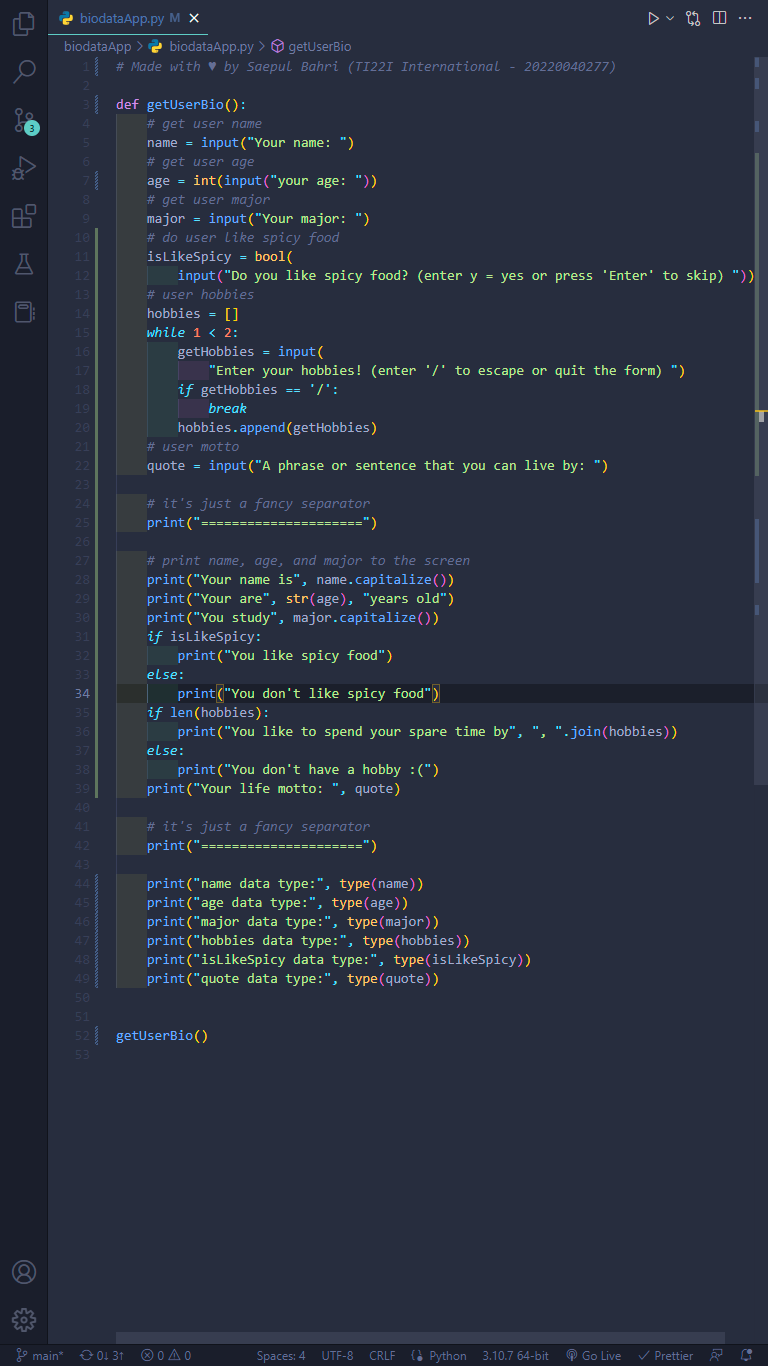 biodataApp.py M
biodataApp > biodataApp.py > getUserBio
1 # Made with ♥ by Saepul Bahri (TI22I International - 20220040277)
2
3 def getUserBio():
4     # get user name
5     name = input("Your name: ")
6     # get user age
7     age = int(input("your age: "))
8     # get user major
9     major = input("Your major: ")
10     # do user like spicy food
11     isLikeSpicy = bool(
12         input("Do you like spicy food? (enter y = yes or press 'Enter' to skip) "))
13     # user hobbies
14     hobbies = []
15     while 1 < 2:
16         getHobbies = input(
17             "Enter your hobbies! (enter '/' to escape or quit the form) ")
18         if getHobbies == '/':
19             break
20         hobbies.append(getHobbies)
21     # user motto
22     quote = input("A phrase or sentence that you can live by: ")
23
24     # it's just a fancy separator
25     print("=====================")
26
27     # print name, age, and major to the screen
28     print("Your name is", name.capitalize())
29     print("Your are", str(age), "years old")
30     print("You study", major.capitalize())
31     if isLikeSpicy:
32         print("You like spicy food")
33     else:
34         print("You don't like spicy food")
35     if len(hobbies):
36         print("You like to spend your spare time by", ", ".join(hobbies))
37     else:
38         print("You don't have a hobby :(")
39     print("Your life motto: ", quote)
40
41     # it's just a fancy separator
42     print("=====================")
43
44     print("name data type:", type(name))
45     print("age data type:", type(age))
46     print("major data type:", type(major))
47     print("hobbies data type:", type(hobbies))
48     print("isLikeSpicy data type:", type(isLikeSpicy))
49     print("quote data type:", type(quote))
50
51
52 getUserBio()
53
3
main* 0↓ 3↑ 0 0 Spaces: 4 UTF-8 CRLF Python 3.10.7 64-bit Go Live Prettier